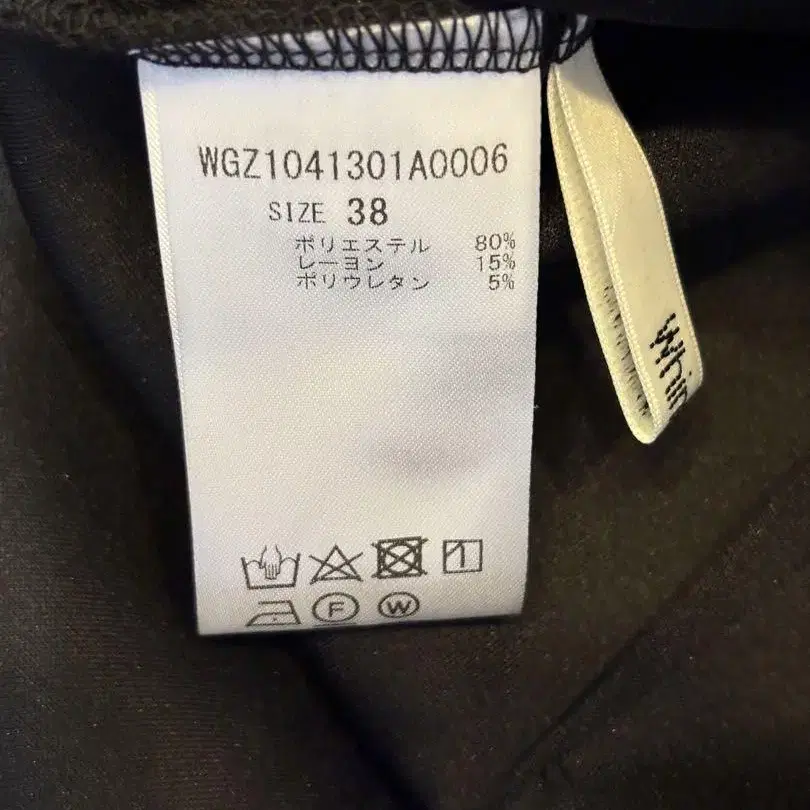 WGZ1041301A0006
SIZE 38
ポリエステル 80%
レーヨン 15%
ポリウレタン 5%
F W
Whim